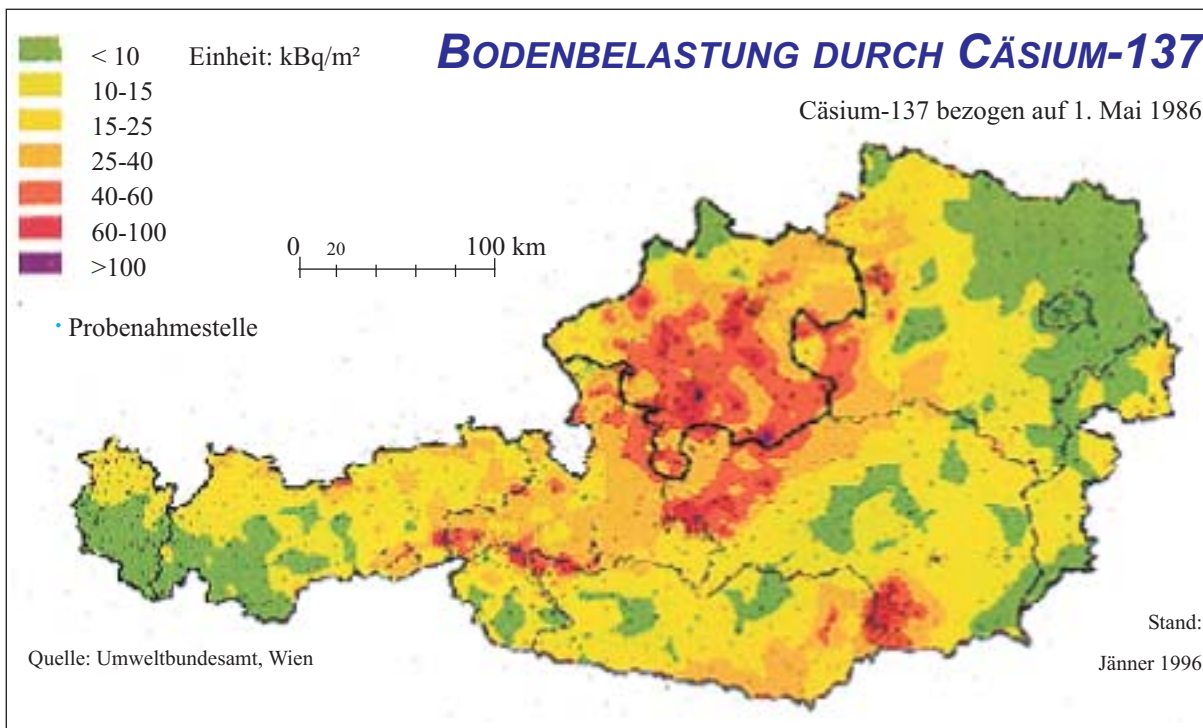 BODENBELASTUNG DURCH CÄSIUM-137
Cäsium-137 bezogen auf 1. Mai 1986
< 10 Einheit: kBq/m²
10-15
15-25
25-40
40-60
60-100
>100
0 20 100 km
Probenahmestelle
Quelle: Umweltbundesamt, Wien
Stand:
Jänner 1996